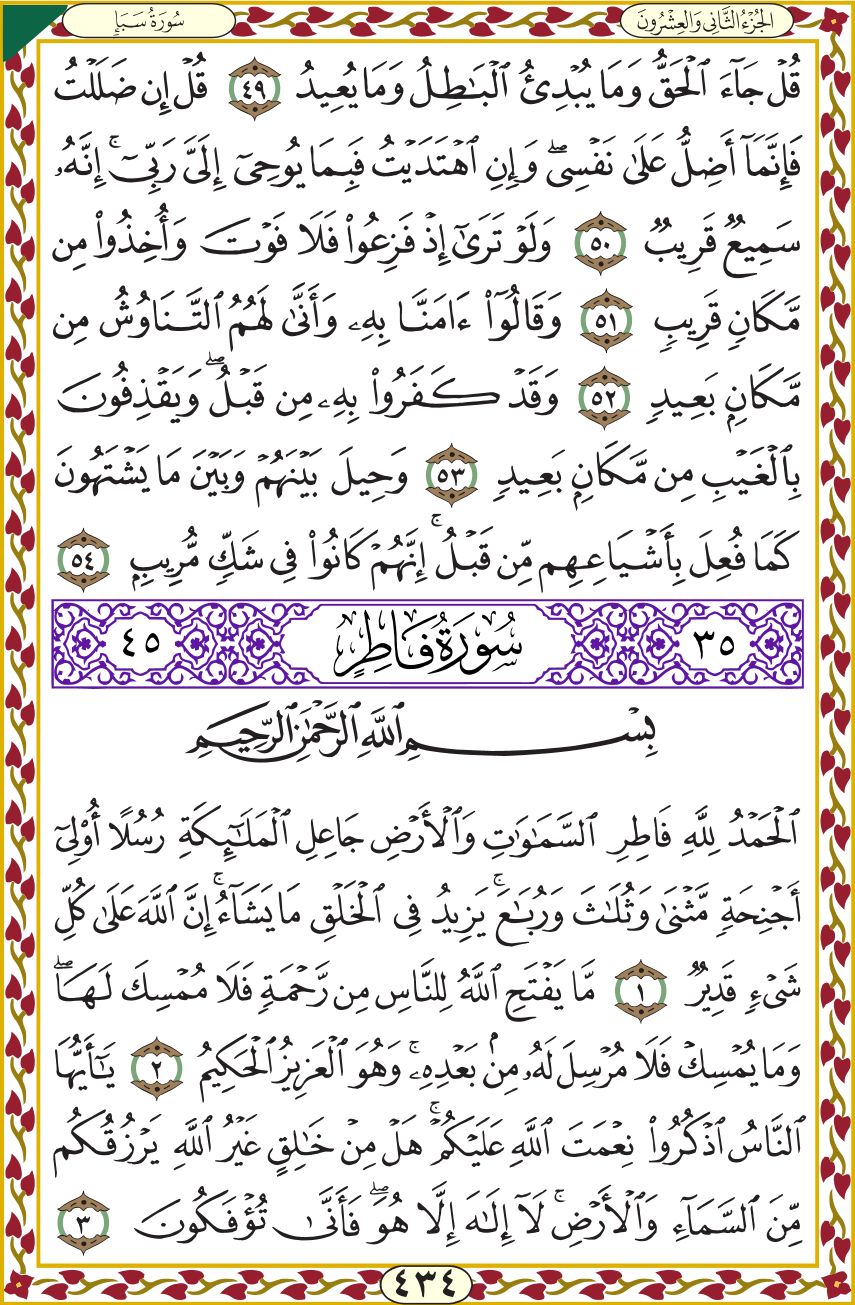 الجُزْءُ الثَّانِي وَالعِشْرُونَ
سُورَةُ سَبَإٍ
قُلۡ جَآءَ ٱلۡحَقُّ وَمَا يُبۡدِئُ ٱلۡبَٰطِلُ وَمَا يُعِيدُ ٤٩ قُلۡ إِن ضَلَلۡتُ
فَإِنَّمَآ أَضِلُّ عَلَىٰ نَفۡسِيۖ وَإِنِ ٱهۡتَدَيۡتُ فَبِمَا يُوحِيٓ إِلَيَّ رَبِّيٓۚ إِنَّهُۥ
سَمِيعٞ قَرِيبٞ ٥٠ وَلَوۡ تَرَىٰٓ إِذۡ فَزِعُواْ فَلَا فَوۡتَ وَأُخِذُواْ مِن
مَّكَانٖ قَرِيبٖ ٥١ وَقَالُوٓاْ ءَامَنَّا بِهِۦ وَأَنَّىٰ لَهُمُ ٱلتَّنَاوُشُ مِن
مَّكَانِۭ بَعِيدٖ ٥٢ وَقَدۡ كَفَرُواْ بِهِۦ مِن قَبۡلُۖ وَيَقۡذِفُونَ
بِٱلۡغَيۡبِ مِن مَّكَانِۭ بَعِيدٖ ٥٣ وَحِيلَ بَيۡنَهُمۡ وَبَيۡنَ مَا يَشۡتَهُونَ
كَمَا فُعِلَ بِأَشۡيَاعِهِم مِّن قَبۡلُۚ إِنَّهُمۡ كَانُواْ فِي شَكّٖ مُّرِيبِۭ ٥٤
٣٥ سُورَةُ فَاطِرٍ ٤٥
بِسۡمِ ٱللَّهِ ٱلرَّحۡمَٰنِ ٱلرَّحِيمِ
ٱلۡحَمۡدُ لِلَّهِ فَاطِرِ ٱلسَّمَٰوَٰتِ وَٱلۡأَرۡضِ جَاعِلِ ٱلۡمَلَٰٓئِكَةِ رُسُلًا أُوْلِيٓ
أَجۡنِحَةٖ مَّثۡنَىٰ وَثُلَٰثَ وَرُبَٰعَۚ يَزِيدُ فِي ٱلۡخَلۡقِ مَا يَشَآءُۚ إِنَّ ٱللَّهَ عَلَىٰ كُلِّ
شَيۡءٖ قَدِيرٞ ١ مَّا يَفۡتَحِ ٱللَّهُ لِلنَّاسِ مِن رَّحۡمَةٖ فَلَا مُمۡسِكَ لَهَاۖ
وَمَا يُمۡسِكۡ فَلَا مُرۡسِلَ لَهُۥ مِنۢ بَعۡدِهِۦۚ وَهُوَ ٱلۡعَزِيزُ ٱلۡحَكِيمُ ٢ يَٰٓأَيُّهَا
ٱلنَّاسُ ٱذۡكُرُواْ نِعۡمَتَ ٱللَّهِ عَلَيۡكُمۡۚ هَلۡ مِنۡ خَٰلِقٍ غَيۡرُ ٱللَّهِ يَرۡزُقُكُم
مِّنَ ٱلسَّمَآءِ وَٱلۡأَرۡضِۚ لَآ إِلَٰهَ إِلَّا هُوَۖ فَأَنَّىٰ تُؤۡفَكُونَ ٣
٤٣٤